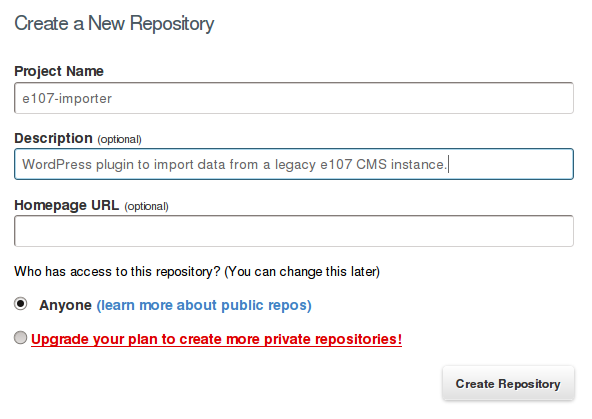 Create a New Repository
Project Name
e107-importer
Description (optional)
WordPress plugin to import data from a legacy e107 CMS instance.
Homepage URL (optional)
Who has access to this repository? (You can change this later)
Anyone (learn more about public repos)
Upgrade your plan to create more private repositories!
Create Repository